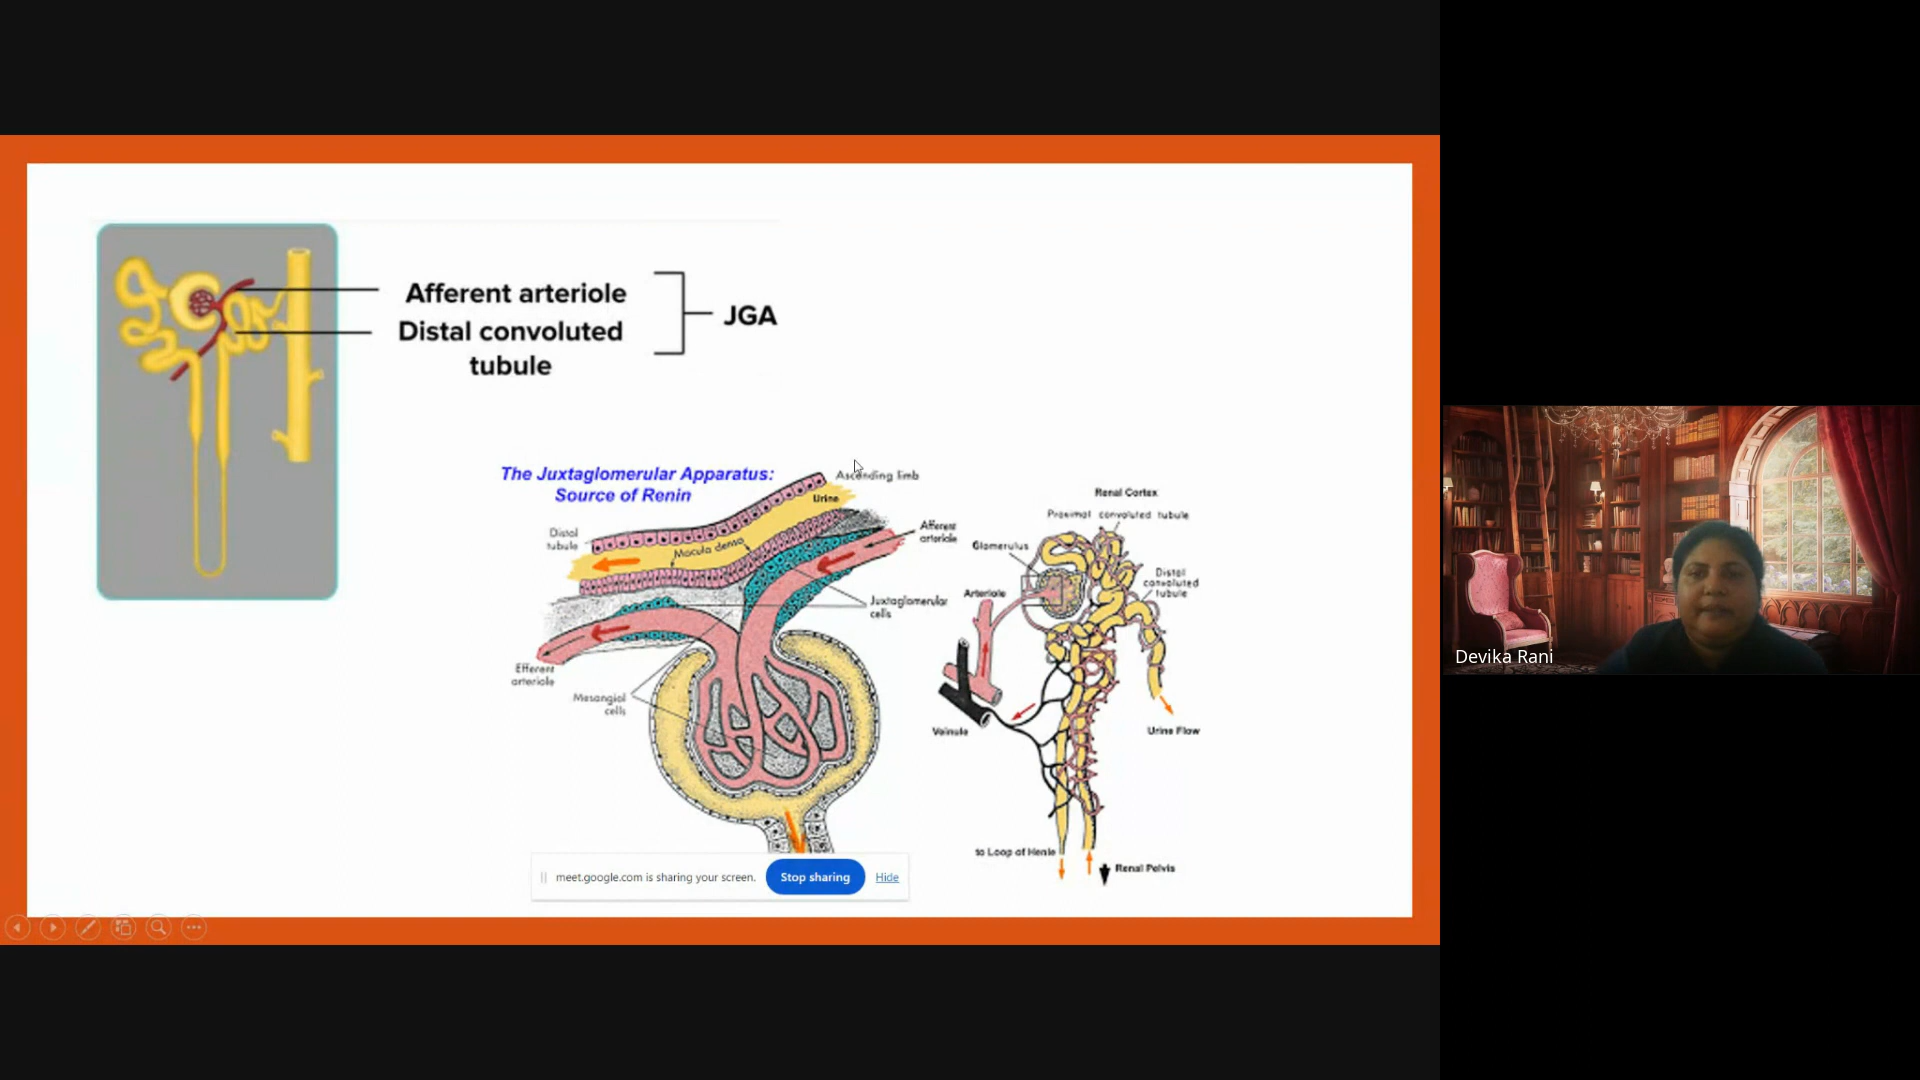 Afferent arteriole
Distal convoluted
tubule
JGA
The Juxtaglomerular Apparatus:
Source of Renin
Ascending limb
Urine
Distal
tubule
Macula densa
Afferent
arteriole
Juxtaglomerular
cells
Efferent
arteriole
Mesangial
cells
Renal Cortex
Proximal convoluted tubule
Glomerulus
Distal
convoluted
tubule
Arteriole
Veinule
Urine Flow
to Loop of Henle
Renal Pelvis
meet.google.com is sharing your screen.
Stop sharing
Hide
Devika Rani